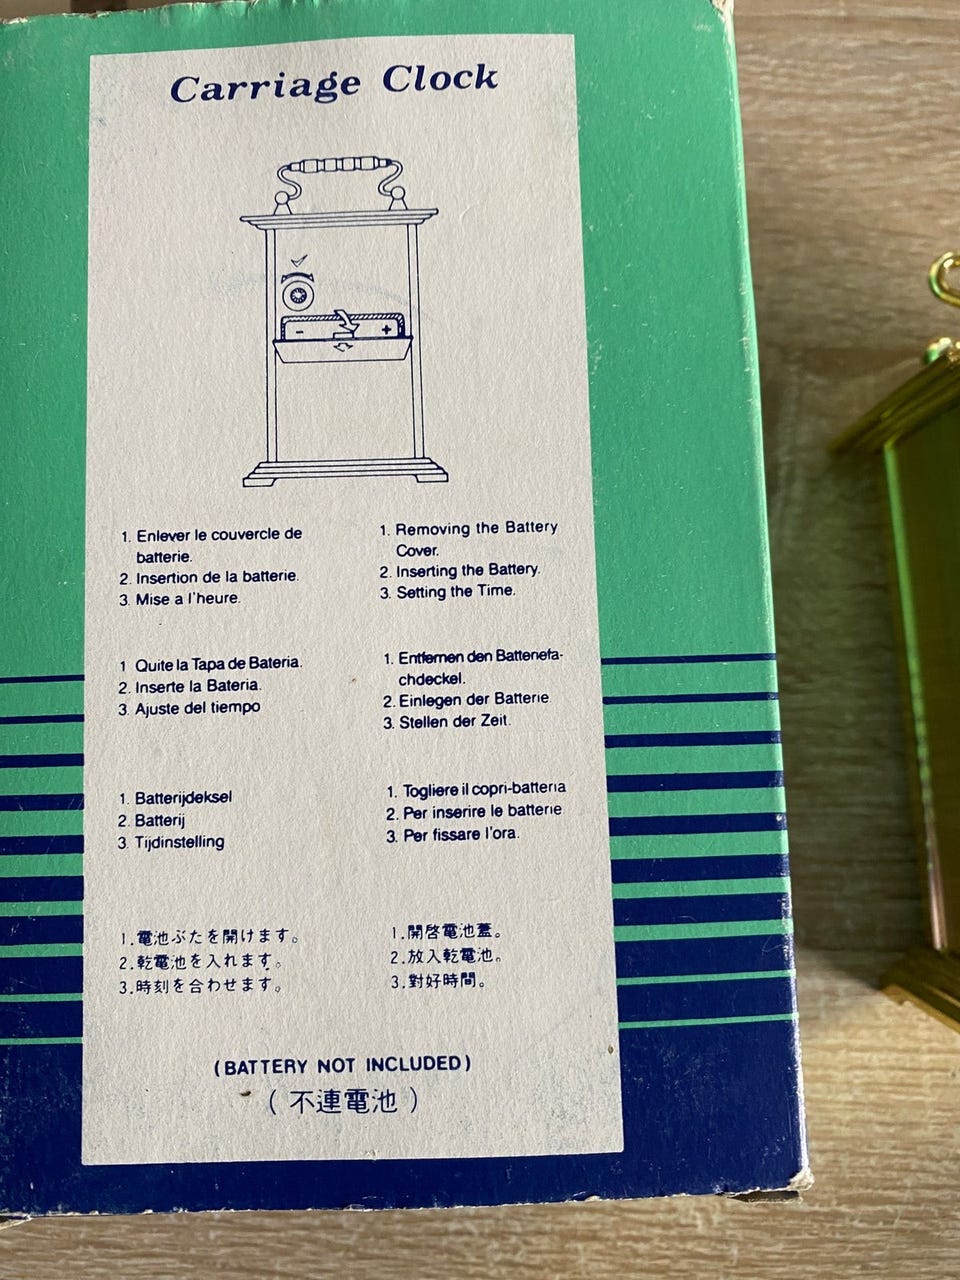 Carriage Clock
- +
1. Enlever le couvercle de
batterie.
2. Insertion de la batterie.
3. Mise a l'heure.
1. Removing the Battery
Cover.
2. Inserting the Battery.
3. Setting the Time.
1 Quite la Tapa de Bateria.
2. Inserte la Bateria.
3. Ajuste del tiempo
1. Entfernen den Batteriefa-
chdeckel.
2. Einlegen der Batterie
3. Stellen der Zeit.
1. Batterijdeksel
2. Batterij
3. Tijdinstelling
1. Togliere il copri-batteria
2. Per inserire le batterie
3. Per fissare l'ora.
1.電池ぶたを開けます。
2.乾電池を入れます。
3.時刻を合わせます。
1.開啓電池蓋。
2.放入乾電池。
3.對好時間。
(BATTERY NOT INCLUDED)
(不連電池)